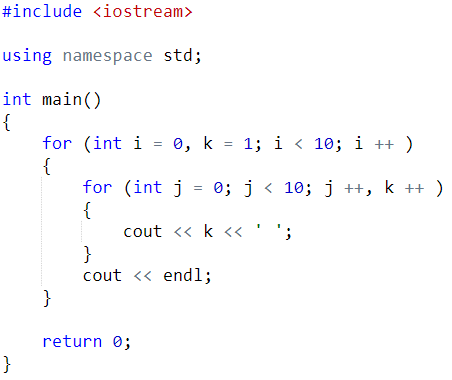 #include <iostream>
using namespace std;
int main()
{
for (int i = 0, k = 1; i < 10; i ++ )
{
for (int j = 0; j < 10; j ++, k ++ )
{
cout << k << ' ';
}
cout << endl;
}
return 0;
}